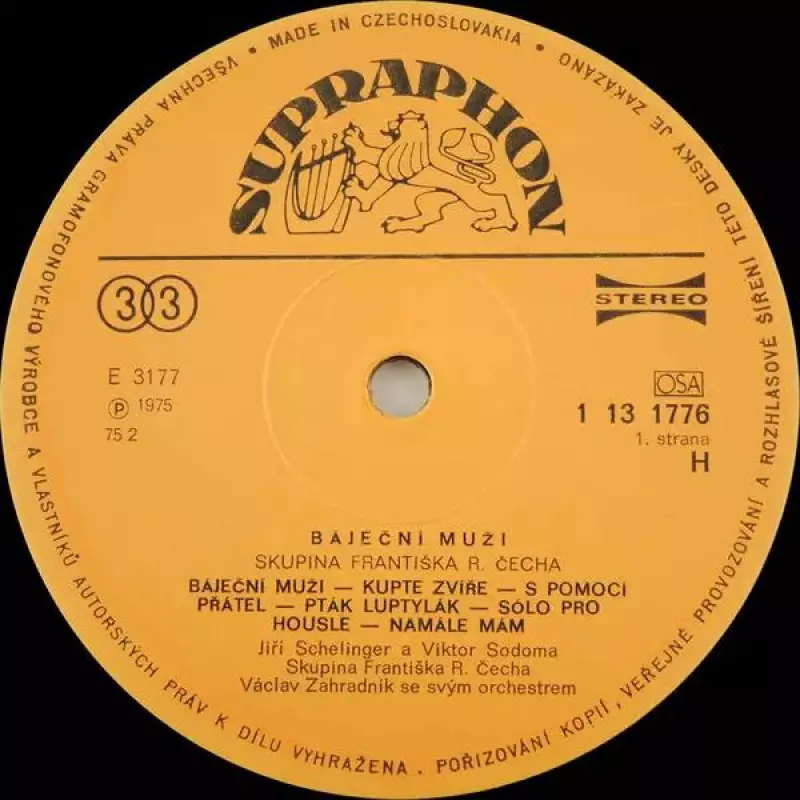 VŠECHNA PRÁVA GRAMOFONOVÉHO VÝROBCE A VLASTNÍKŮ AUTORSKÝCH PRÁV K DÍLU VYHRAŽENA. POŘIZOVÁNÍ KOPIÍ, VEŘEJNÉ PROVOZOVÁNÍ A ROZHLASOVÉ ŠÍŘENÍ TÉTO DESKY JE ZAKÁZÁNO • MADE IN CZECHOSLOVAKIA •
SUPRAPHON
33
STEREO
E 3177
Ⓟ 1975
75 2
OSA
1 13 1776
1. strana
H
BÁJEČNÍ MUŽI
SKUPINA FRANTIŠKA R. ČECHA
BÁJEČNÍ MUŽI — KUPTE ZVÍŘE — S POMOCÍ
PŘÁTEL — PTÁK LUPTYLÁK — SÓLO PRO
HOUSLE — NAMÁLE MÁM
Jiří Schelinger a Viktor Sodoma
Skupina Františka R. Čecha
Václav Zahradník se svým orchestrem